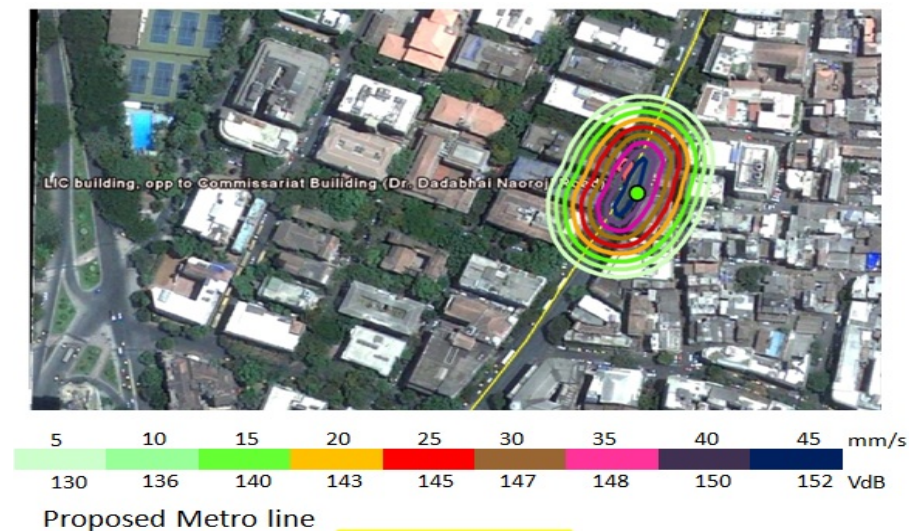 LIC building, opp to Commissariat Builiding (Dr. Dadabhai Naoroji Road)
5 10 15 20 25 30 35 40 45 mm/s
130 136 140 143 145 147 148 150 152 VdB
Proposed Metro line